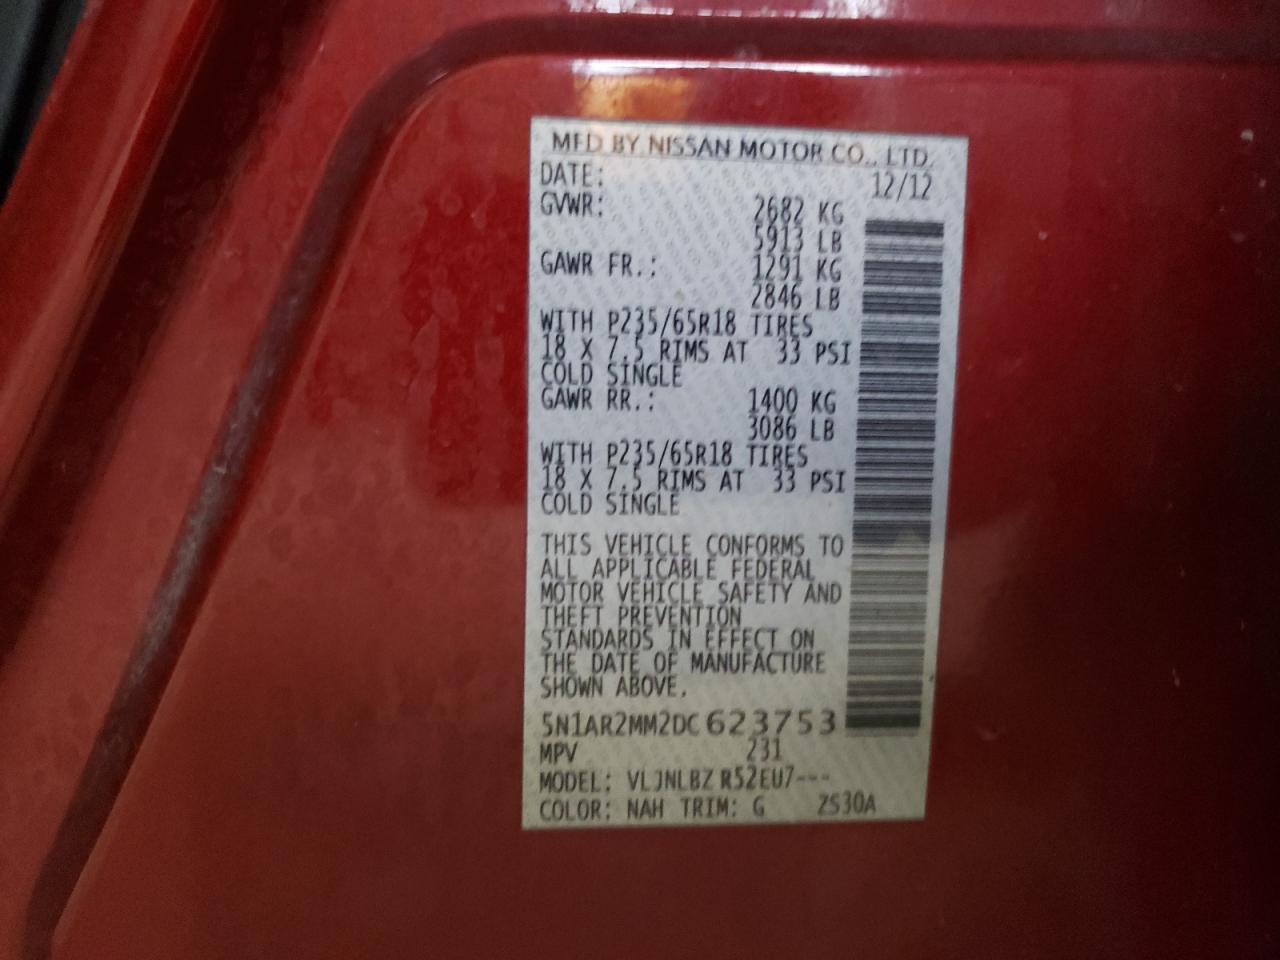 MFD BY NISSAN MOTOR CO., LTD.
DATE: 12/12
GVWR: 2682 KG
5913 LB
GAWR FR.: 1291 KG
2846 LB
WITH P235/65R18 TIRES
18 X 7.5 RIMS AT 33 PSI
COLD SINGLE
GAWR RR.: 1400 KG
3086 LB
WITH P235/65R18 TIRES
18 X 7.5 RIMS AT 33 PSI
COLD SINGLE
THIS VEHICLE CONFORMS TO
ALL APPLICABLE FEDERAL
MOTOR VEHICLE SAFETY AND
THEFT PREVENTION
STANDARDS IN EFFECT ON
THE DATE OF MANUFACTURE
SHOWN ABOVE.
5N1AR2MM2DC623753
MPV 231
MODEL: VLJNLBZ R52EU7---
COLOR: NAH TRIM: G ZS30A